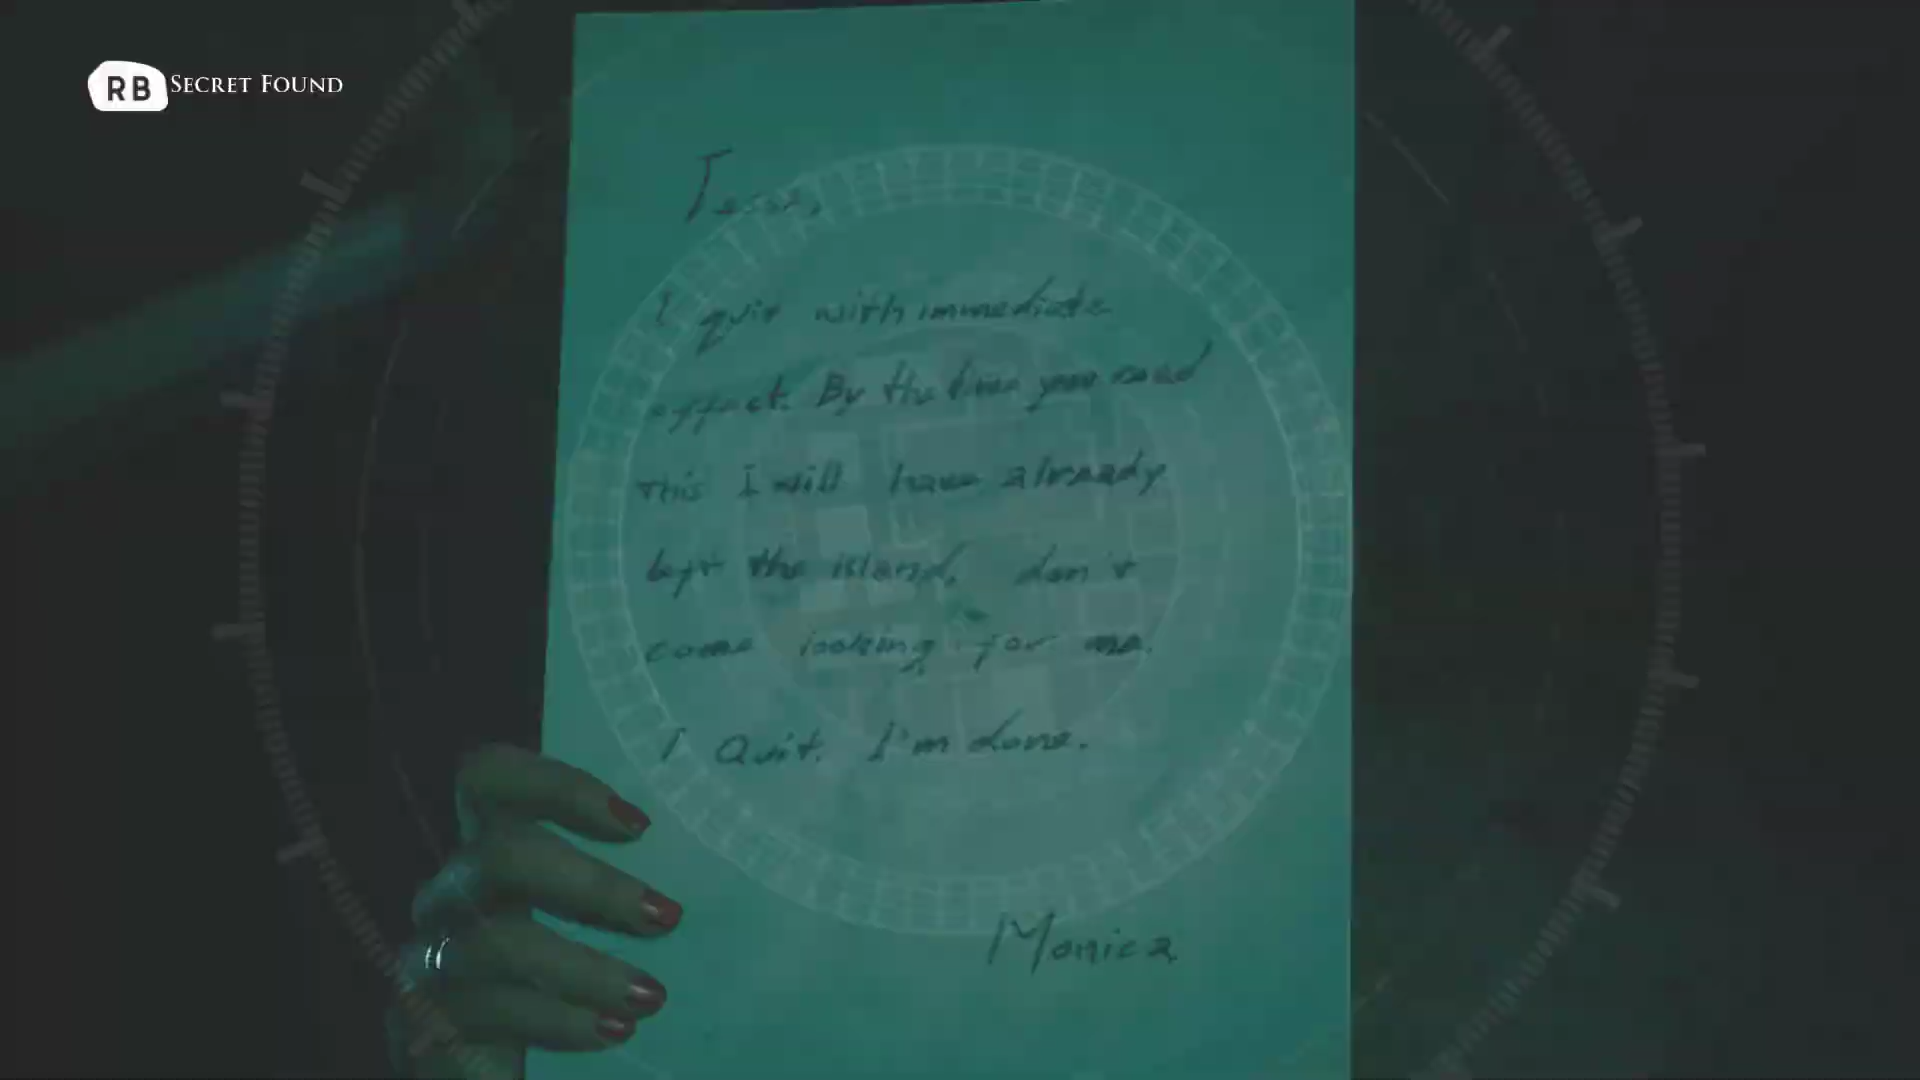 RB SECRET FOUND
Jesse,
I quit with immediate
effect. By the time you read
this I will have already
left the island. don't
come looking for me.
I Quit. I'm done.
Monica